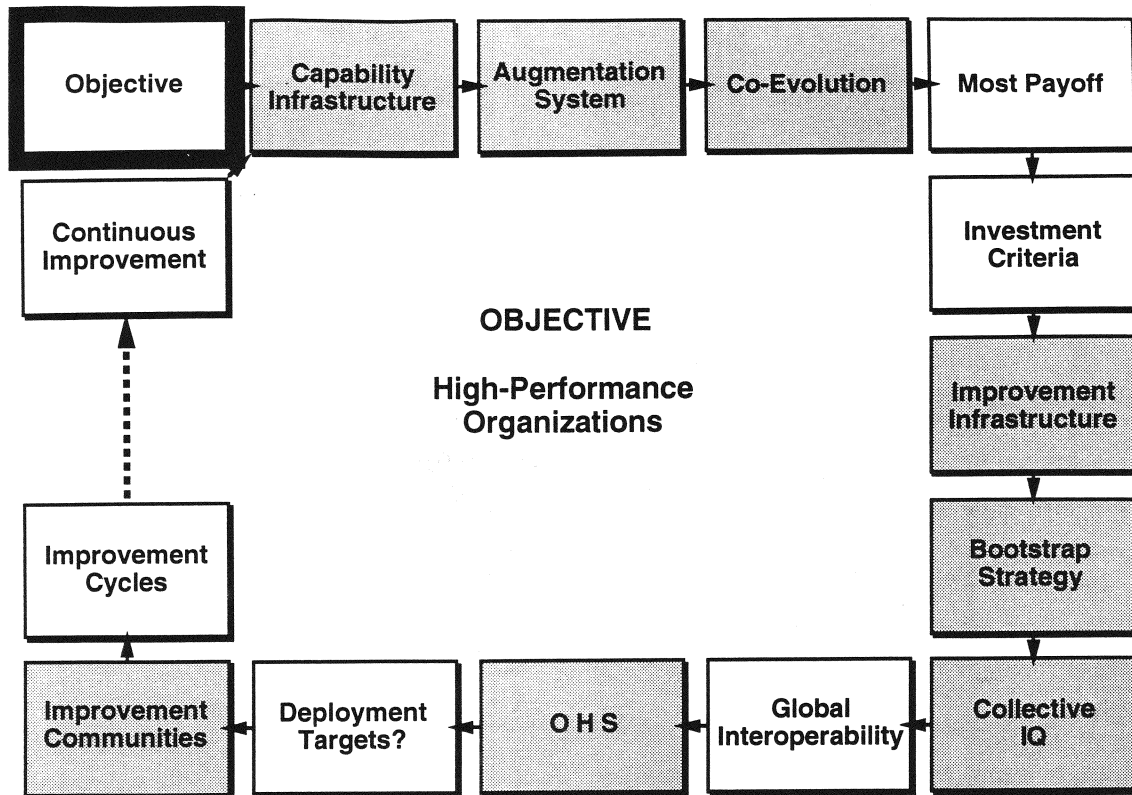 Objective
Capability
Infrastructure
Augmentation
System
Co-Evolution
Most Payoff
Continuous
Improvement
Investment
Criteria
OBJECTIVE
High-Performance
Organizations
Improvement
Infrastructure
Improvement
Cycles
Bootstrap
Strategy
Improvement
Communities
Deployment
Targets?
O H S
Global
Interoperability
Collective
IQ